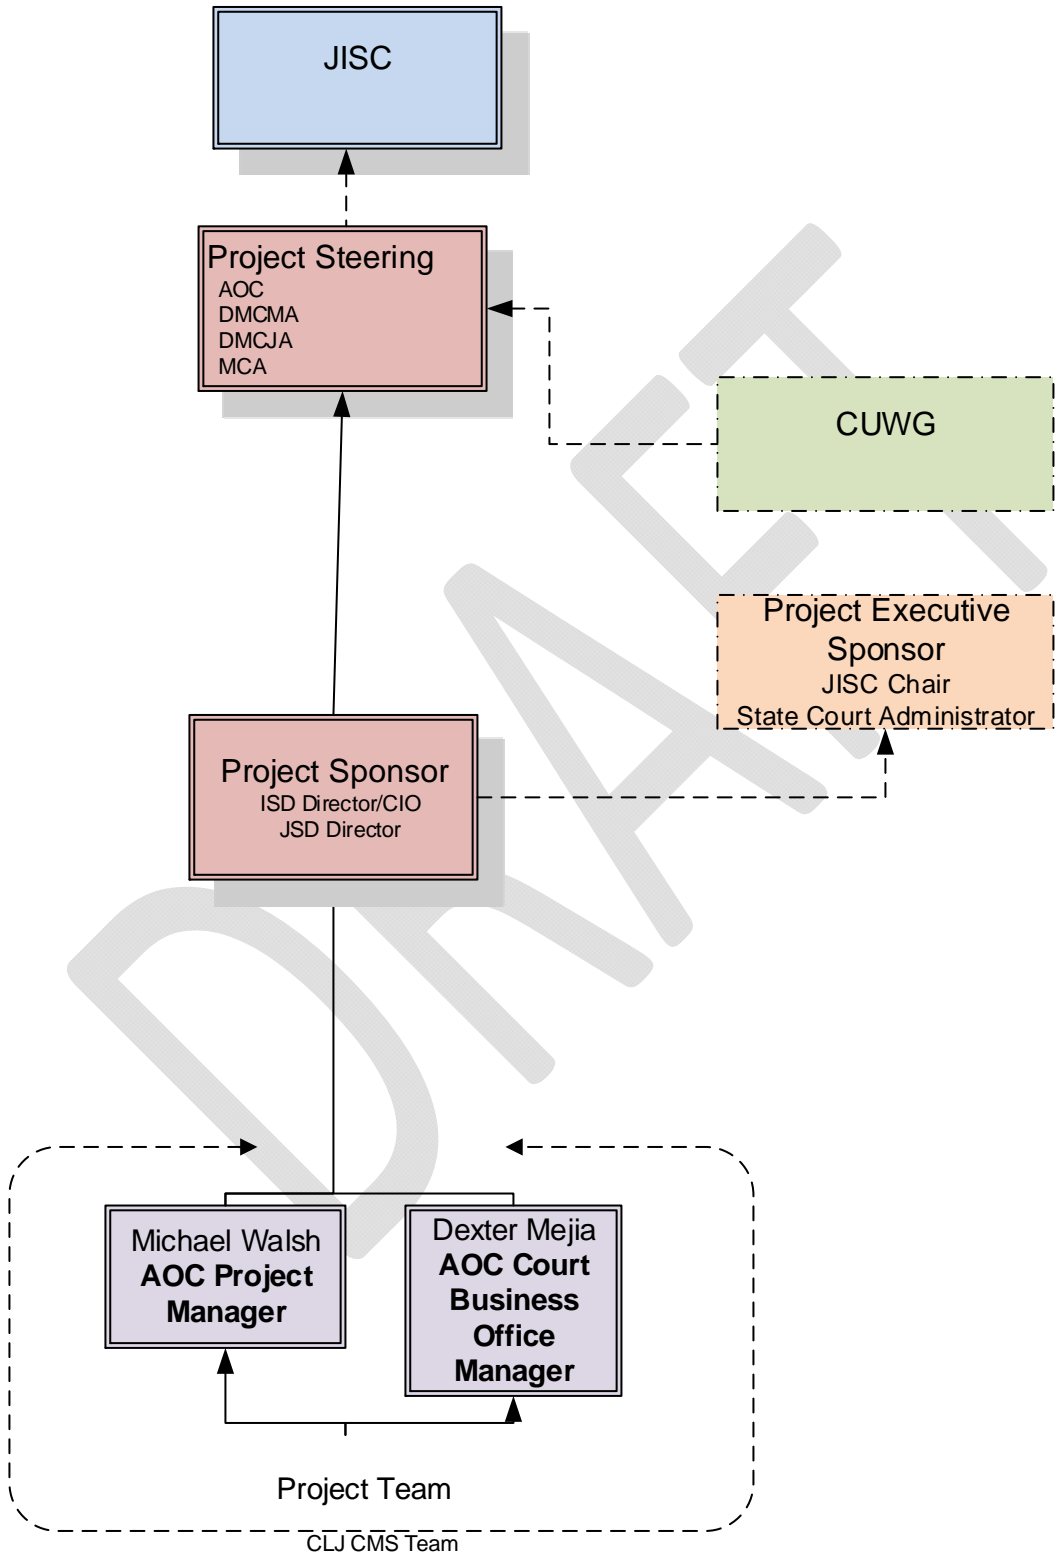 JISC
Project Steering
AOC
DMCMA
DMCJA
MCA
CUWG
Project Executive
Sponsor
JISC Chair
State Court Administrator
Project Sponsor
ISD Director/CIO
JSD Director
DRAFT
Michael Walsh
AOC Project
Manager
Dexter Mejia
AOC Court
Business
Office
Manager
Project Team
CLJ CMS Team